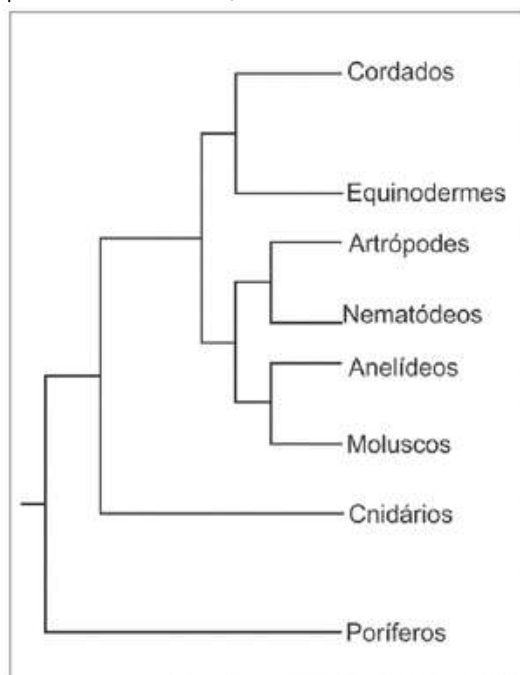 Cordados
Equinodermes
Artrópodes
Nematódeos
Anelídeos
Moluscos
Cnidários
Poríferos